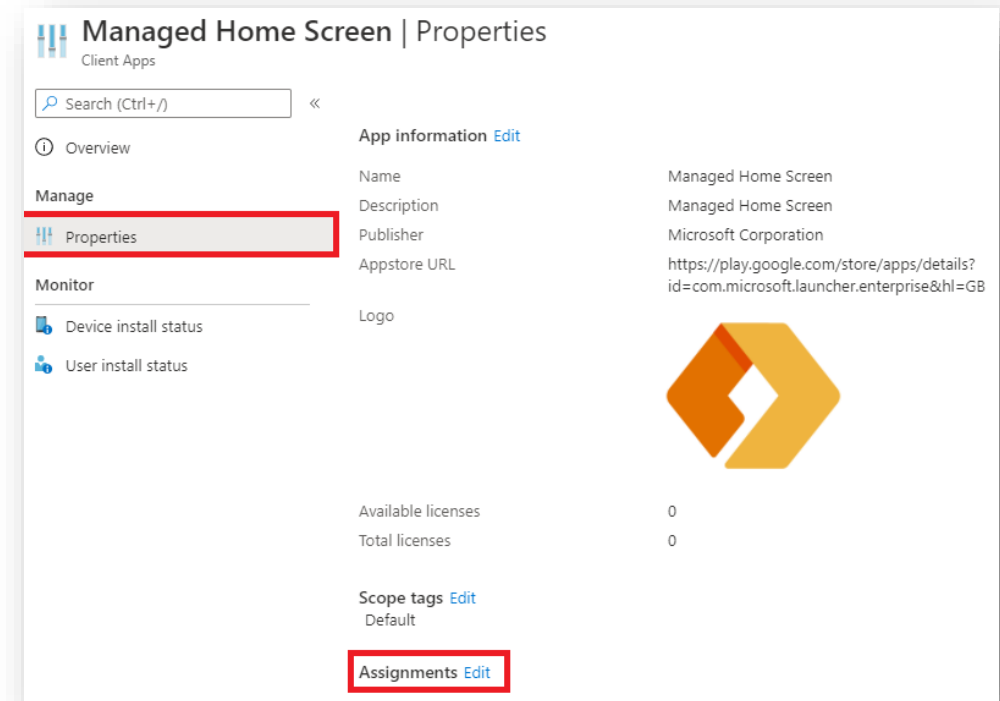 Managed Home Screen | Properties
Client Apps
Search (Ctrl+/)
«
Overview
Manage
Properties
Monitor
Device install status
User install status
App information Edit
Name Managed Home Screen
Description Managed Home Screen
Publisher Microsoft Corporation
Appstore URL https://play.google.com/store/apps/details?
id=com.microsoft.launcher.enterprise&hl=GB
Logo
Available licenses 0
Total licenses 0
Scope tags Edit
Default
Assignments Edit